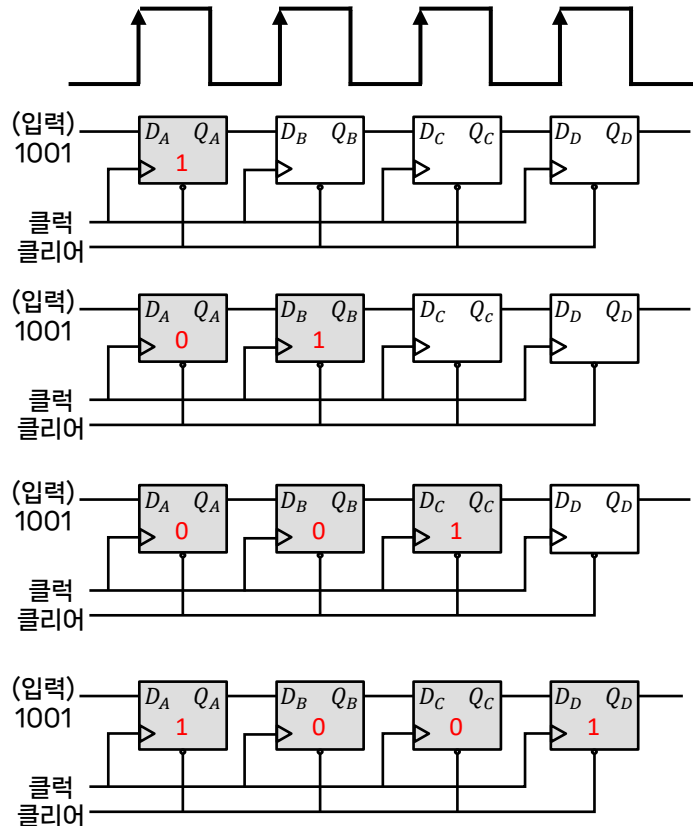 (입력)
1001
D_A Q_A D_B Q_B D_C Q_C D_D Q_D
1
클럭
클리어
(입력)
1001
D_A Q_A D_B Q_B D_C Q_c D_D Q_D
0 1
클럭
클리어
(입력)
1001
D_A Q_A D_B Q_B D_C Q_C D_D Q_D
0 0 1
클럭
클리어
(입력)
1001
D_A Q_A D_B Q_B D_C Q_C D_D Q_D
1 0 0 1
클럭
클리어